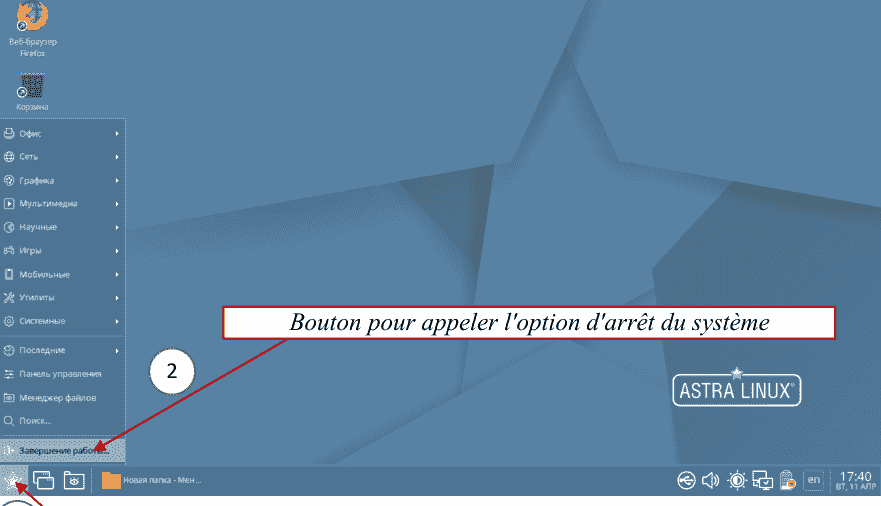 Веб-браузер
Firefox
Корзина
Офис
Сеть
Графика
Мультимедиа
Научные
Игры
Мобильные
Утилиты
Системные
Bouton pour appeler l'option d'arrêt du système
Последние
2
Панель управления
ASTRA LINUX®
Менеджер файлов
Поиск...
Завершение работы...
Новая папка - Мен...
en
17:40
ВТ, 11 АПР